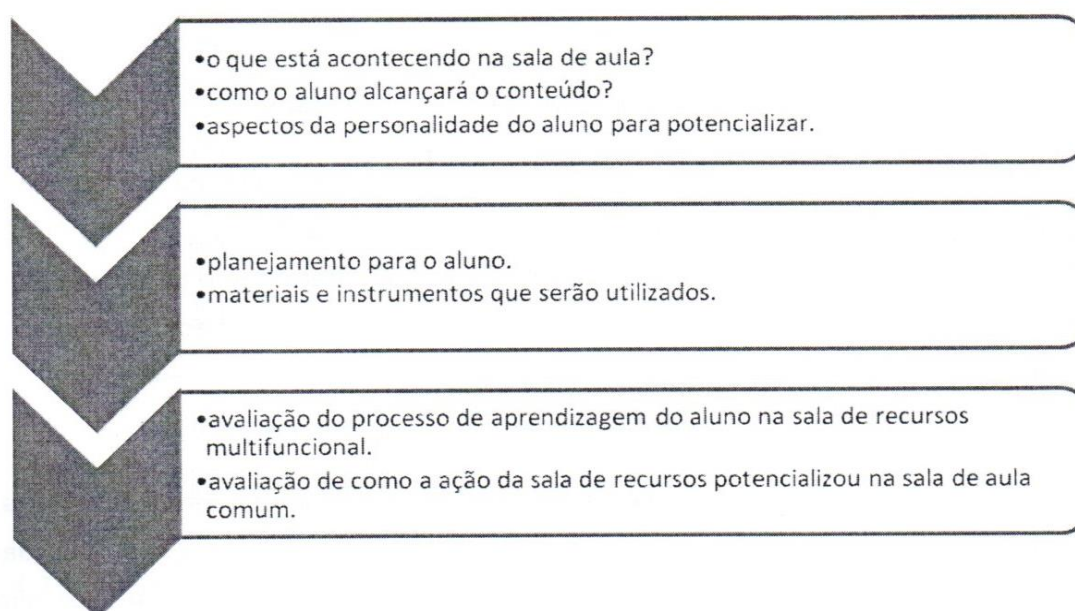 •o que está acontecendo na sala de aula?
•como o aluno alcançará o conteúdo?
•aspectos da personalidade do aluno para potencializar.
•planejamento para o aluno.
•materiais e instrumentos que serão utilizados.
•avaliação do processo de aprendizagem do aluno na sala de recursos
multifuncional.
•avaliação de como a ação da sala de recursos potencializou na sala de aula
comum.